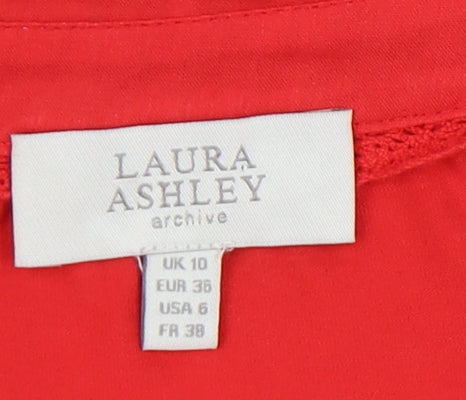 LAURA
ASHLEY
archive
UK 10
EUR 36
USA 6
FR 38